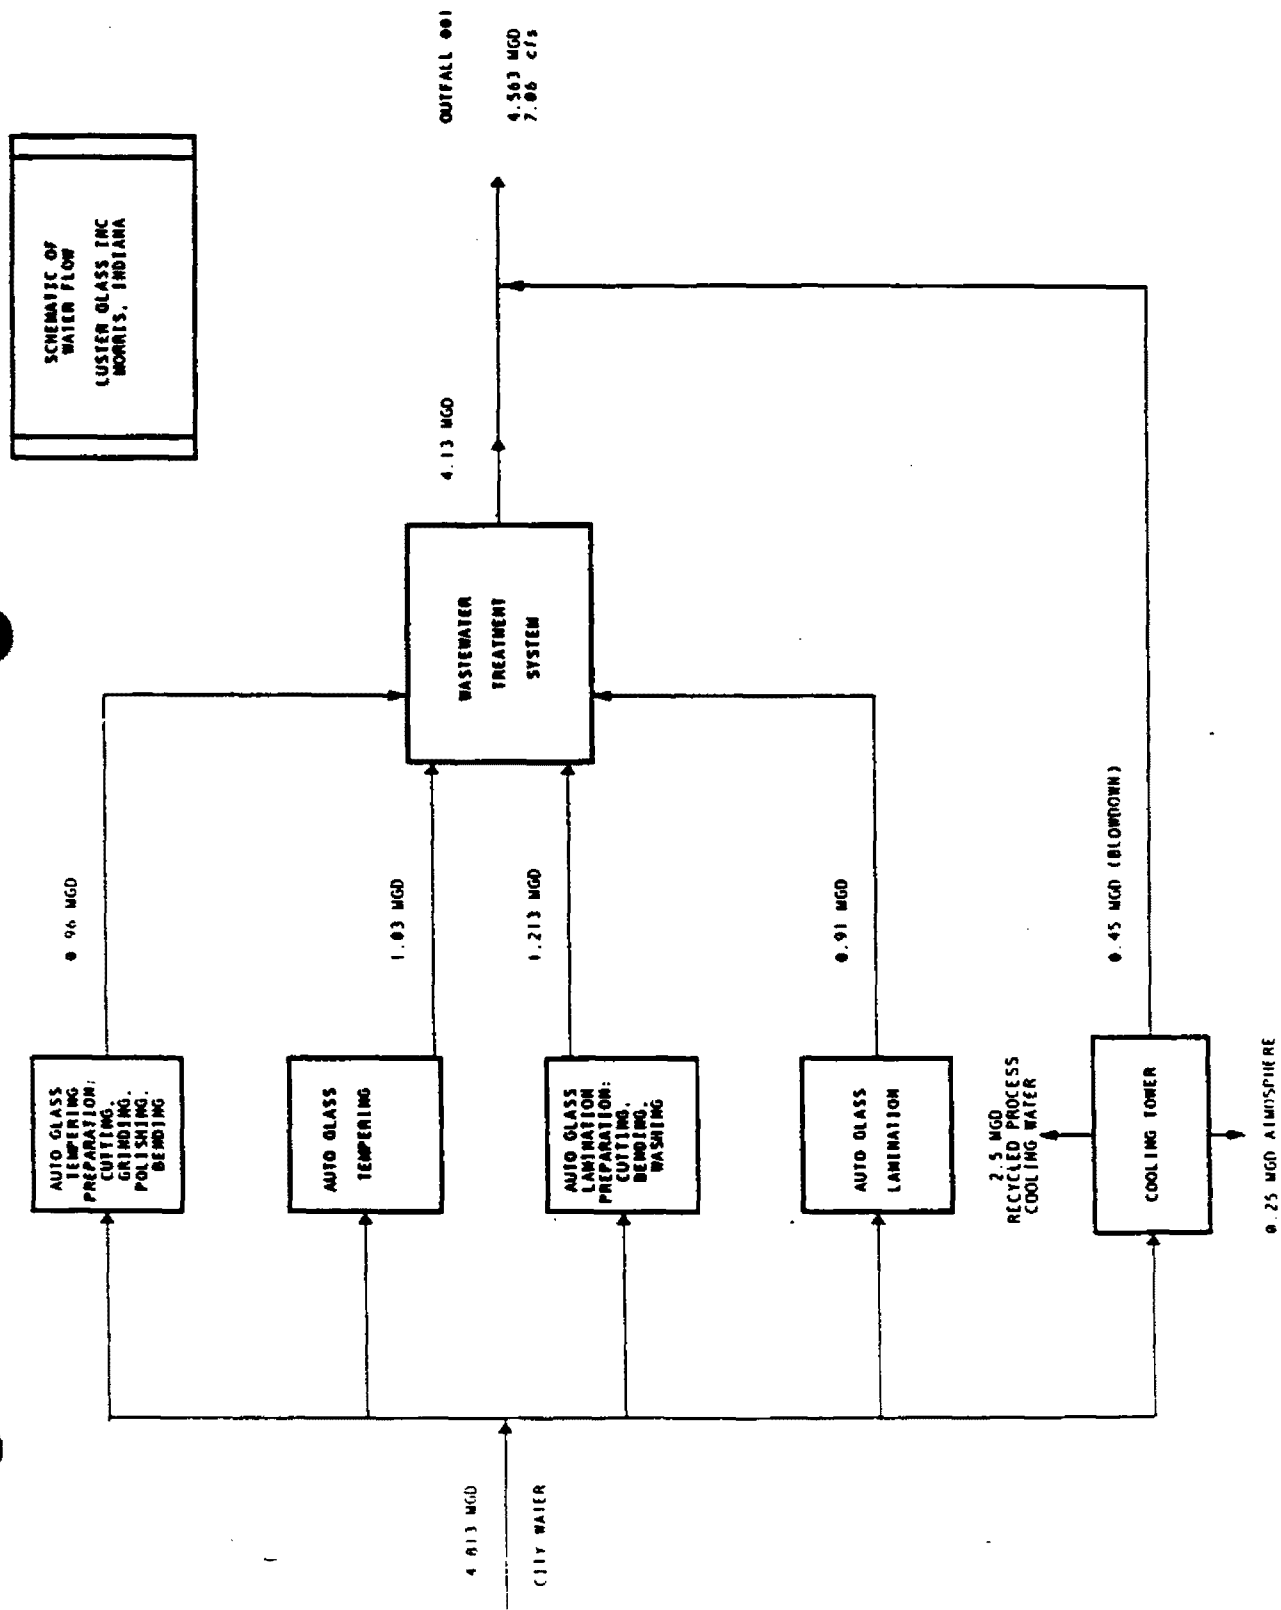 SCHEMATIC OF
WATER FLOW
LUSTER GLASS INC
MORRIS, INDIANA
4.813 MGD
CITY WATER
AUTO GLASS
TEMPERING
PREPARATION:
CUTTING,
GRINDING,
POLISHING,
BENDING
0.96 MGD
AUTO GLASS
TEMPERING
1.03 MGD
AUTO GLASS
LAMINATION
PREPARATION:
CUTTING,
BENDING,
WASHING
1.213 MGD
AUTO GLASS
LAMINATION
0.91 MGD
2.5 MGD
RECYCLED PROCESS
COOLING WATER
COOLING TOWER
0.25 MGD ATMOSPHERE
0.45 MGD (BLOWDOWN)
WASTEWATER
TREATMENT
SYSTEM
4.13 MGD
OUTFALL 001
4.563 MGD
7.06 cfs